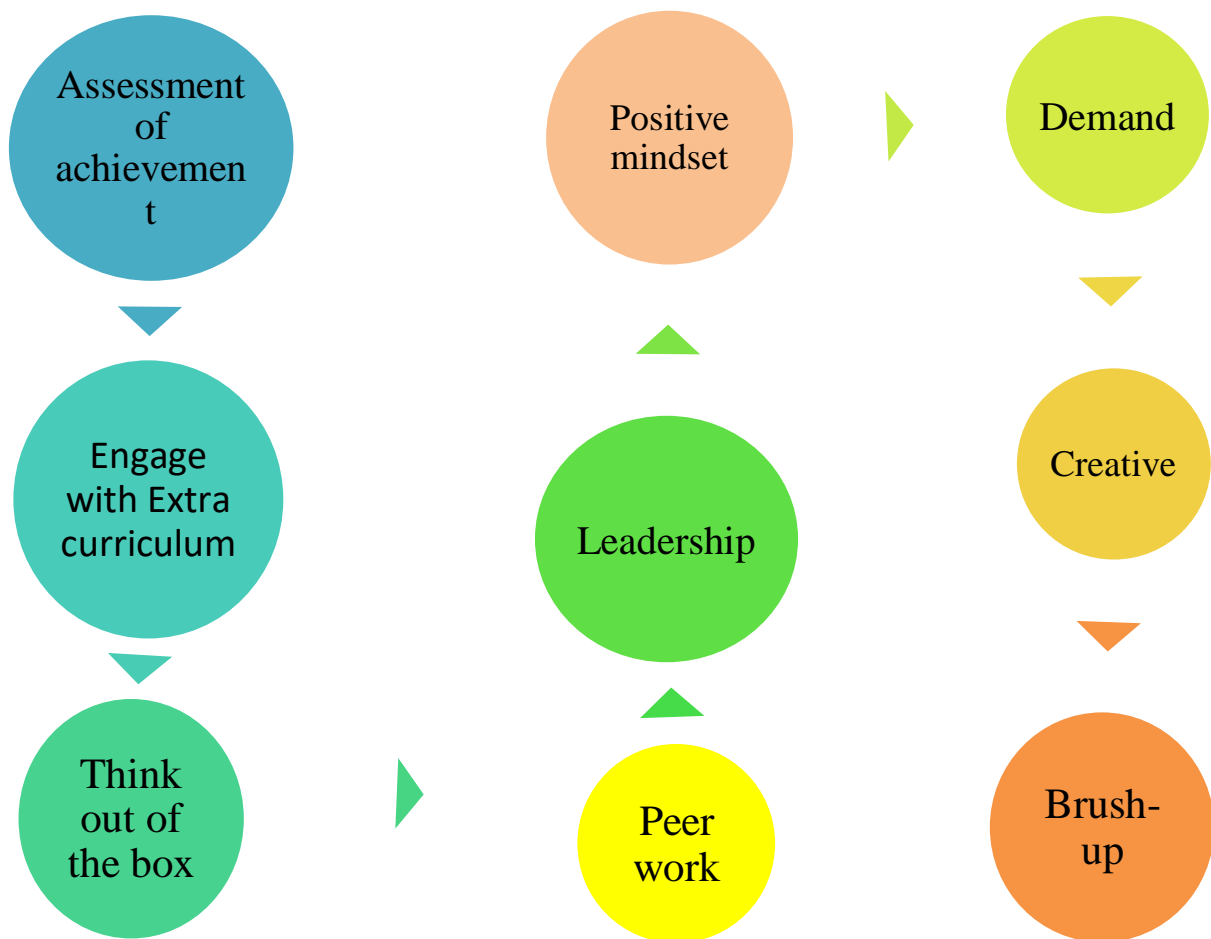 Assessment
of
achievemen
t
Engage
with Extra
curriculum
Think
out of
the box
Peer
work
Leadership
Positive
mindset
Demand
Creative
Brush-
up